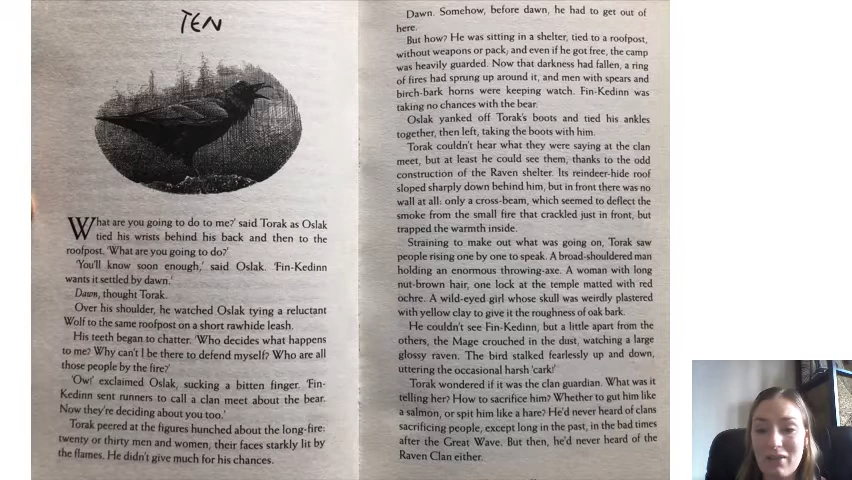 TEN
What are you going to do to me?' said Torak as Oslak
tied his wrists behind his back and then to the
roofpost. 'What are you going to do?'
'You'll know soon enough,' said Oslak. 'Fin-Kedinn
wants it settled by dawn.'
Dawn, thought Torak.
Over his shoulder, he watched Oslak tying a reluctant
Wolf to the same roofpost on a short rawhide leash.
His teeth began to chatter. 'Who decides what happens
to me? Why can't I be there to defend myself? Who are all
those people by the fire?'
'Ow!' exclaimed Oslak, sucking a bitten finger. 'Fin-
Kedinn sent runners to call a clan meet about the bear.
Now they're deciding about you too.'
Torak peered at the figures hunched about the long-fire:
twenty or thirty men and women, their faces starkly lit by
the flames. He didn't give much for his chances.
Dawn. Somehow, before dawn, he had to get out of
here.
But how? He was sitting in a shelter, tied to a roofpost,
without weapons or pack; and even if he got free, the camp
was heavily guarded. Now that darkness had fallen, a ring
of fires had sprung up around it, and men with spears and
birch-bark horns were keeping watch. Fin-Kedinn was
taking no chances with the bear.
Oslak yanked off Torak's boots and tied his ankles
together, then left, taking the boots with him.
Torak couldn't hear what they were saying at the clan
meet, but at least he could see them, thanks to the odd
construction of the Raven shelter. Its reindeer-hide roof
sloped sharply down behind him, but in front there was no
wall at all: only a cross-beam, which seemed to deflect the
smoke from the small fire that crackled just in front, but
trapped the warmth inside.
Straining to make out what was going on, Torak saw
people rising one by one to speak. A broad-shouldered man
holding an enormous throwing-axe. A woman with long
nut-brown hair, one lock at the temple matted with red
ochre. A wild-eyed girl whose skull was weirdly plastered
with yellow clay to give it the roughness of oak bark.
He couldn't see Fin-Kedinn, but a little apart from the
others, the Mage crouched in the dust, watching a large
glossy raven. The bird stalked fearlessly up and down,
uttering the occasional harsh 'cark!'
Torak wondered if it was the clan guardian. What was it
telling her? How to sacrifice him? Whether to gut him like
a salmon, or spit him like a hare? He'd never heard of clans
sacrificing people, except long in the past, in the bad times
after the Great Wave. But then, he'd never heard of the
Raven Clan either.